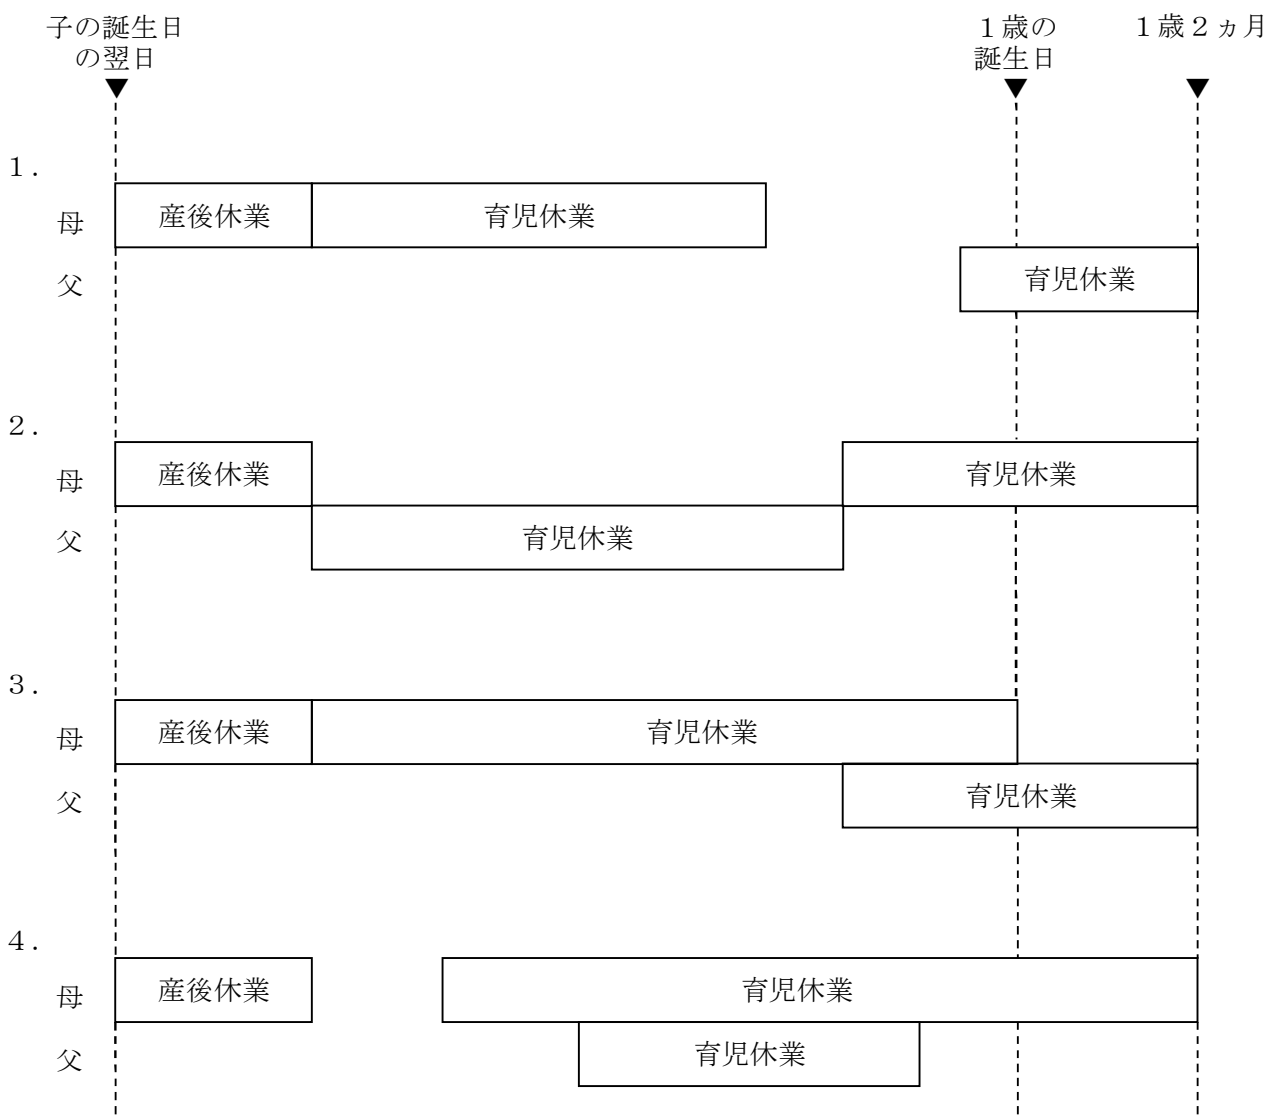 子の誕生日
の翌日
１歳の
誕生日
１歳２ヵ月
１．
母
産後休業
育児休業
父
育児休業
２．
母
産後休業
育児休業
父
育児休業
３．
母
産後休業
育児休業
父
育児休業
４．
母
産後休業
育児休業
父
育児休業